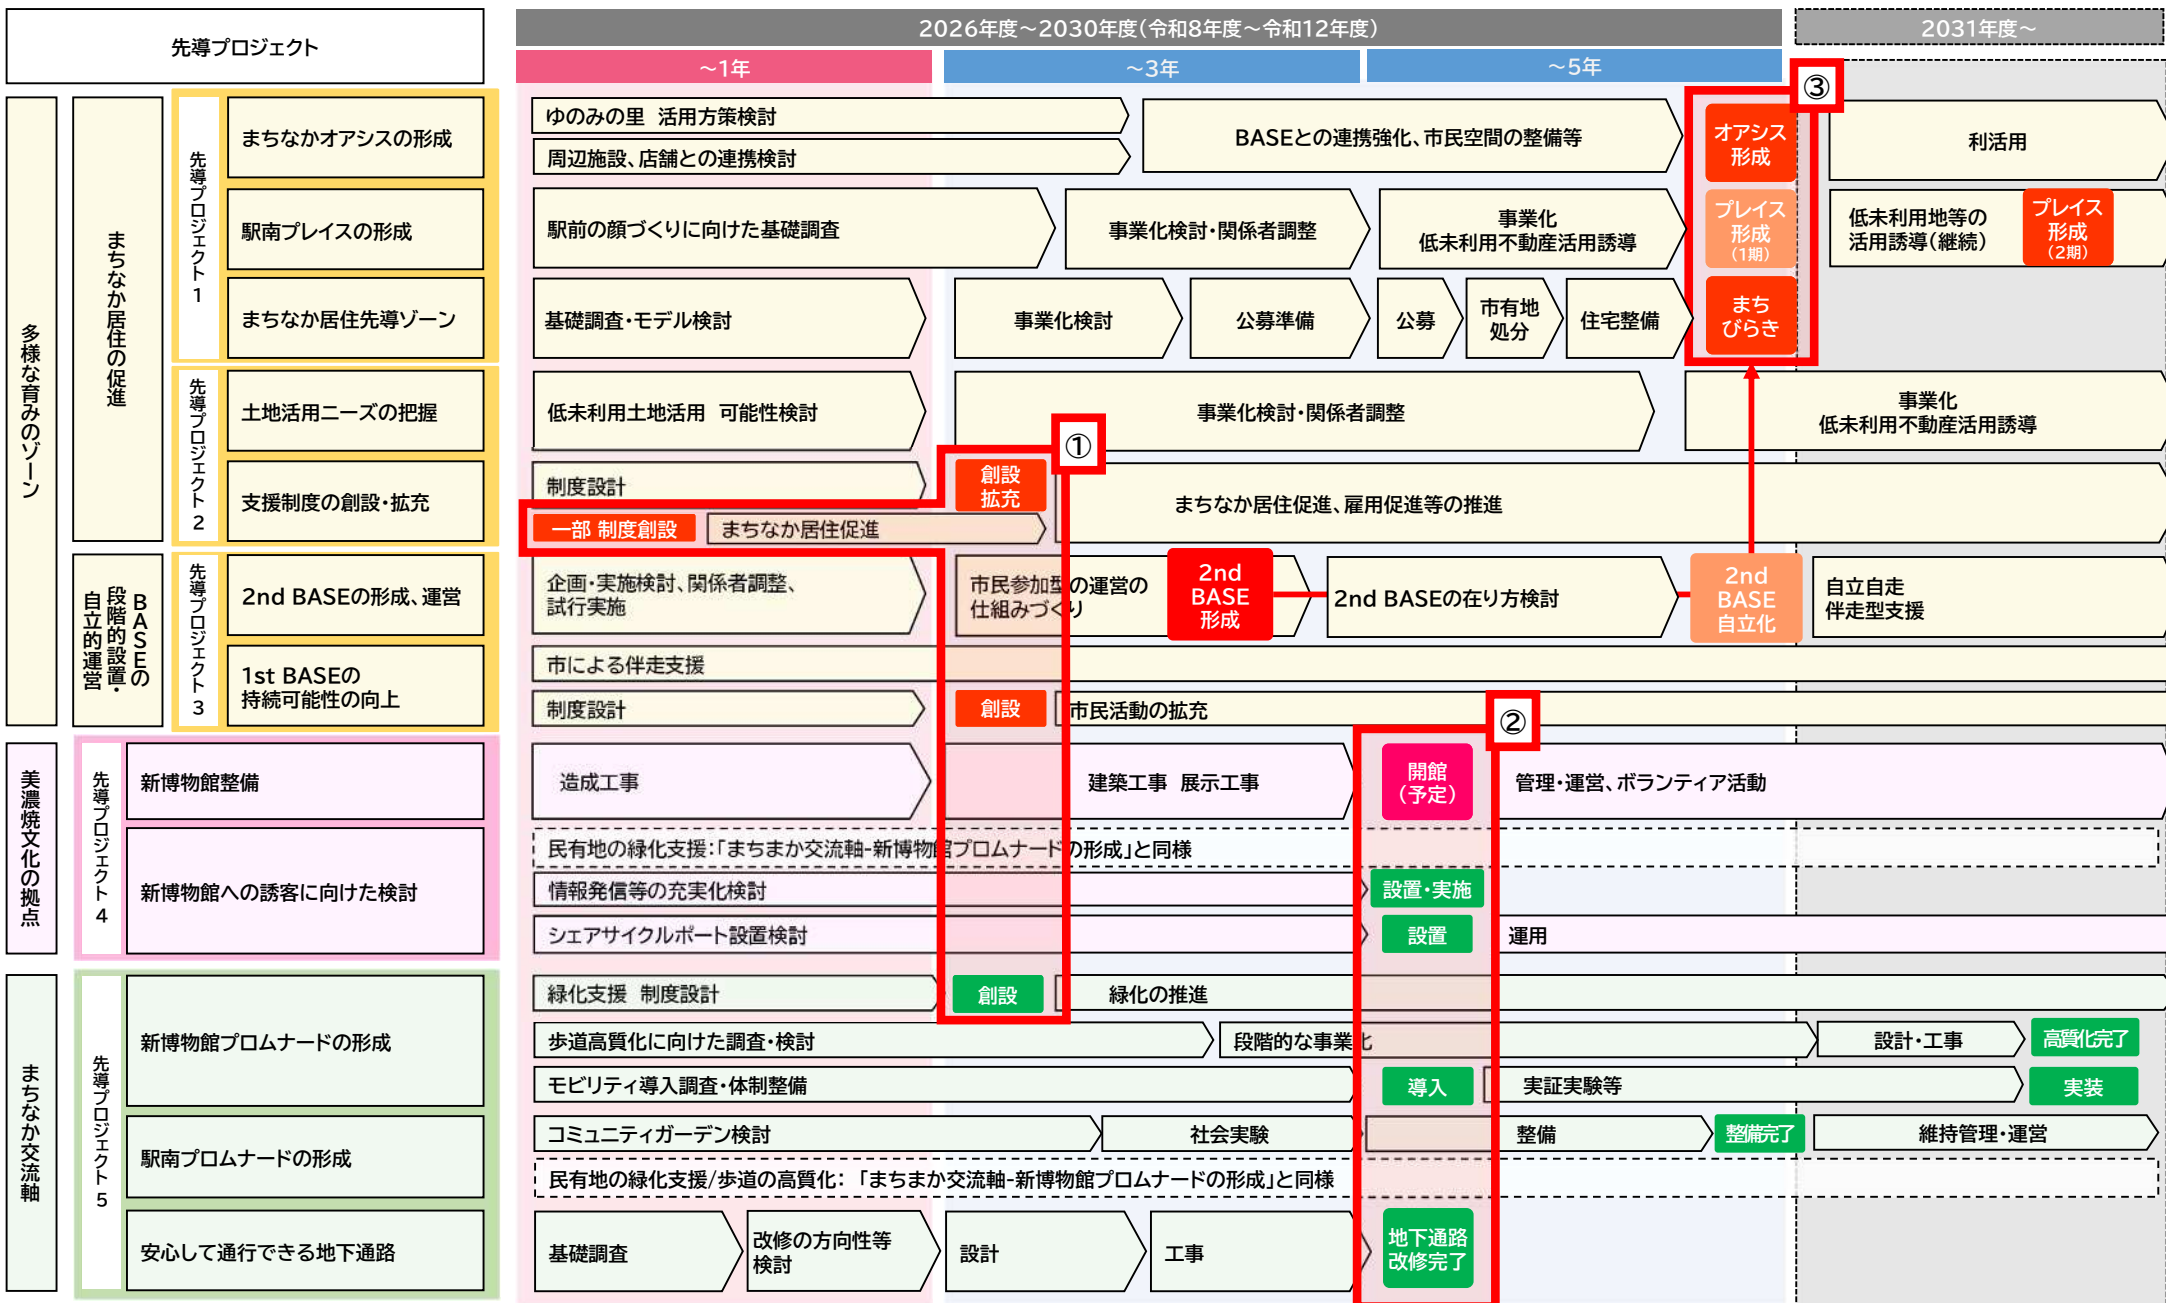 先導プロジェクト
2026年度～2030年度(令和8年度～令和12年度)
2031年度～
～1年
～3年
～5年
③
多様な育みのゾーン
まちなか居住の促進
先導プロジェクト1
まちなかオアシスの形成
ゆのみの里 活用方策検討
周辺施設、店舗との連携検討
BASEとの連携強化、市民空間の整備等
オアシス
形成
利活用
駅南プレイスの形成
駅前の顔づくりに向けた基礎調査
事業化検討・関係者調整
事業化
低未利用不動産活用誘導
プレイス
形成
(1期)
低未利用地等の
活用誘導(継続)
プレイス
形成
(2期)
まちなか居住先導ゾーン
基礎調査・モデル検討
事業化検討
公募準備
公募
市有地
処分
住宅整備
まち
びらき
先導プロジェクト2
土地活用ニーズの把握
低未利用土地活用 可能性検討
事業化検討・関係者調整
事業化
低未利用不動産活用誘導
①
支援制度の創設・拡充
制度設計
創設
拡充
まちなか居住促進、雇用促進等の推進
一部 制度創設
まちなか居住促進
BASEの
段階的設置・
自立的運営
先導プロジェクト3
2nd BASEの形成、運営
企画・実施検討、関係者調整、
試行実施
市民参加型の運営の
仕組みづくり
2nd
BASE
形成
2nd BASEの在り方検討
2nd
BASE
自立化
自立自走
伴走型支援
1st BASEの
持続可能性の向上
市による伴走支援
制度設計
創設
市民活動の拡充
②
美濃焼文化の拠点
先導プロジェクト4
新博物館整備
造成工事
建築工事 展示工事
開館
(予定)
管理・運営、ボランティア活動
新博物館への誘客に向けた検討
民有地の緑化支援：「まちまか交流軸-新博物館プロムナードの形成」と同様
情報発信等の充実化検討
設置・実施
シェアサイクルポート設置検討
設置
運用
まちなか交流軸
先導プロジェクト5
新博物館プロムナードの形成
緑化支援 制度設計
創設
緑化の推進
歩道高質化に向けた調査・検討
段階的な事業化
設計・工事
高質化完了
モビリティ導入調査・体制整備
導入
実証実験等
実装
駅南プロムナードの形成
コミュニティガーデン検討
社会実験
整備
整備完了
維持管理・運営
民有地の緑化支援/歩道の高質化：「まちまか交流軸-新博物館プロムナードの形成」と同様
安心して通行できる地下通路
基礎調査
改修の方向性等
検討
設計
工事
地下通路
改修完了